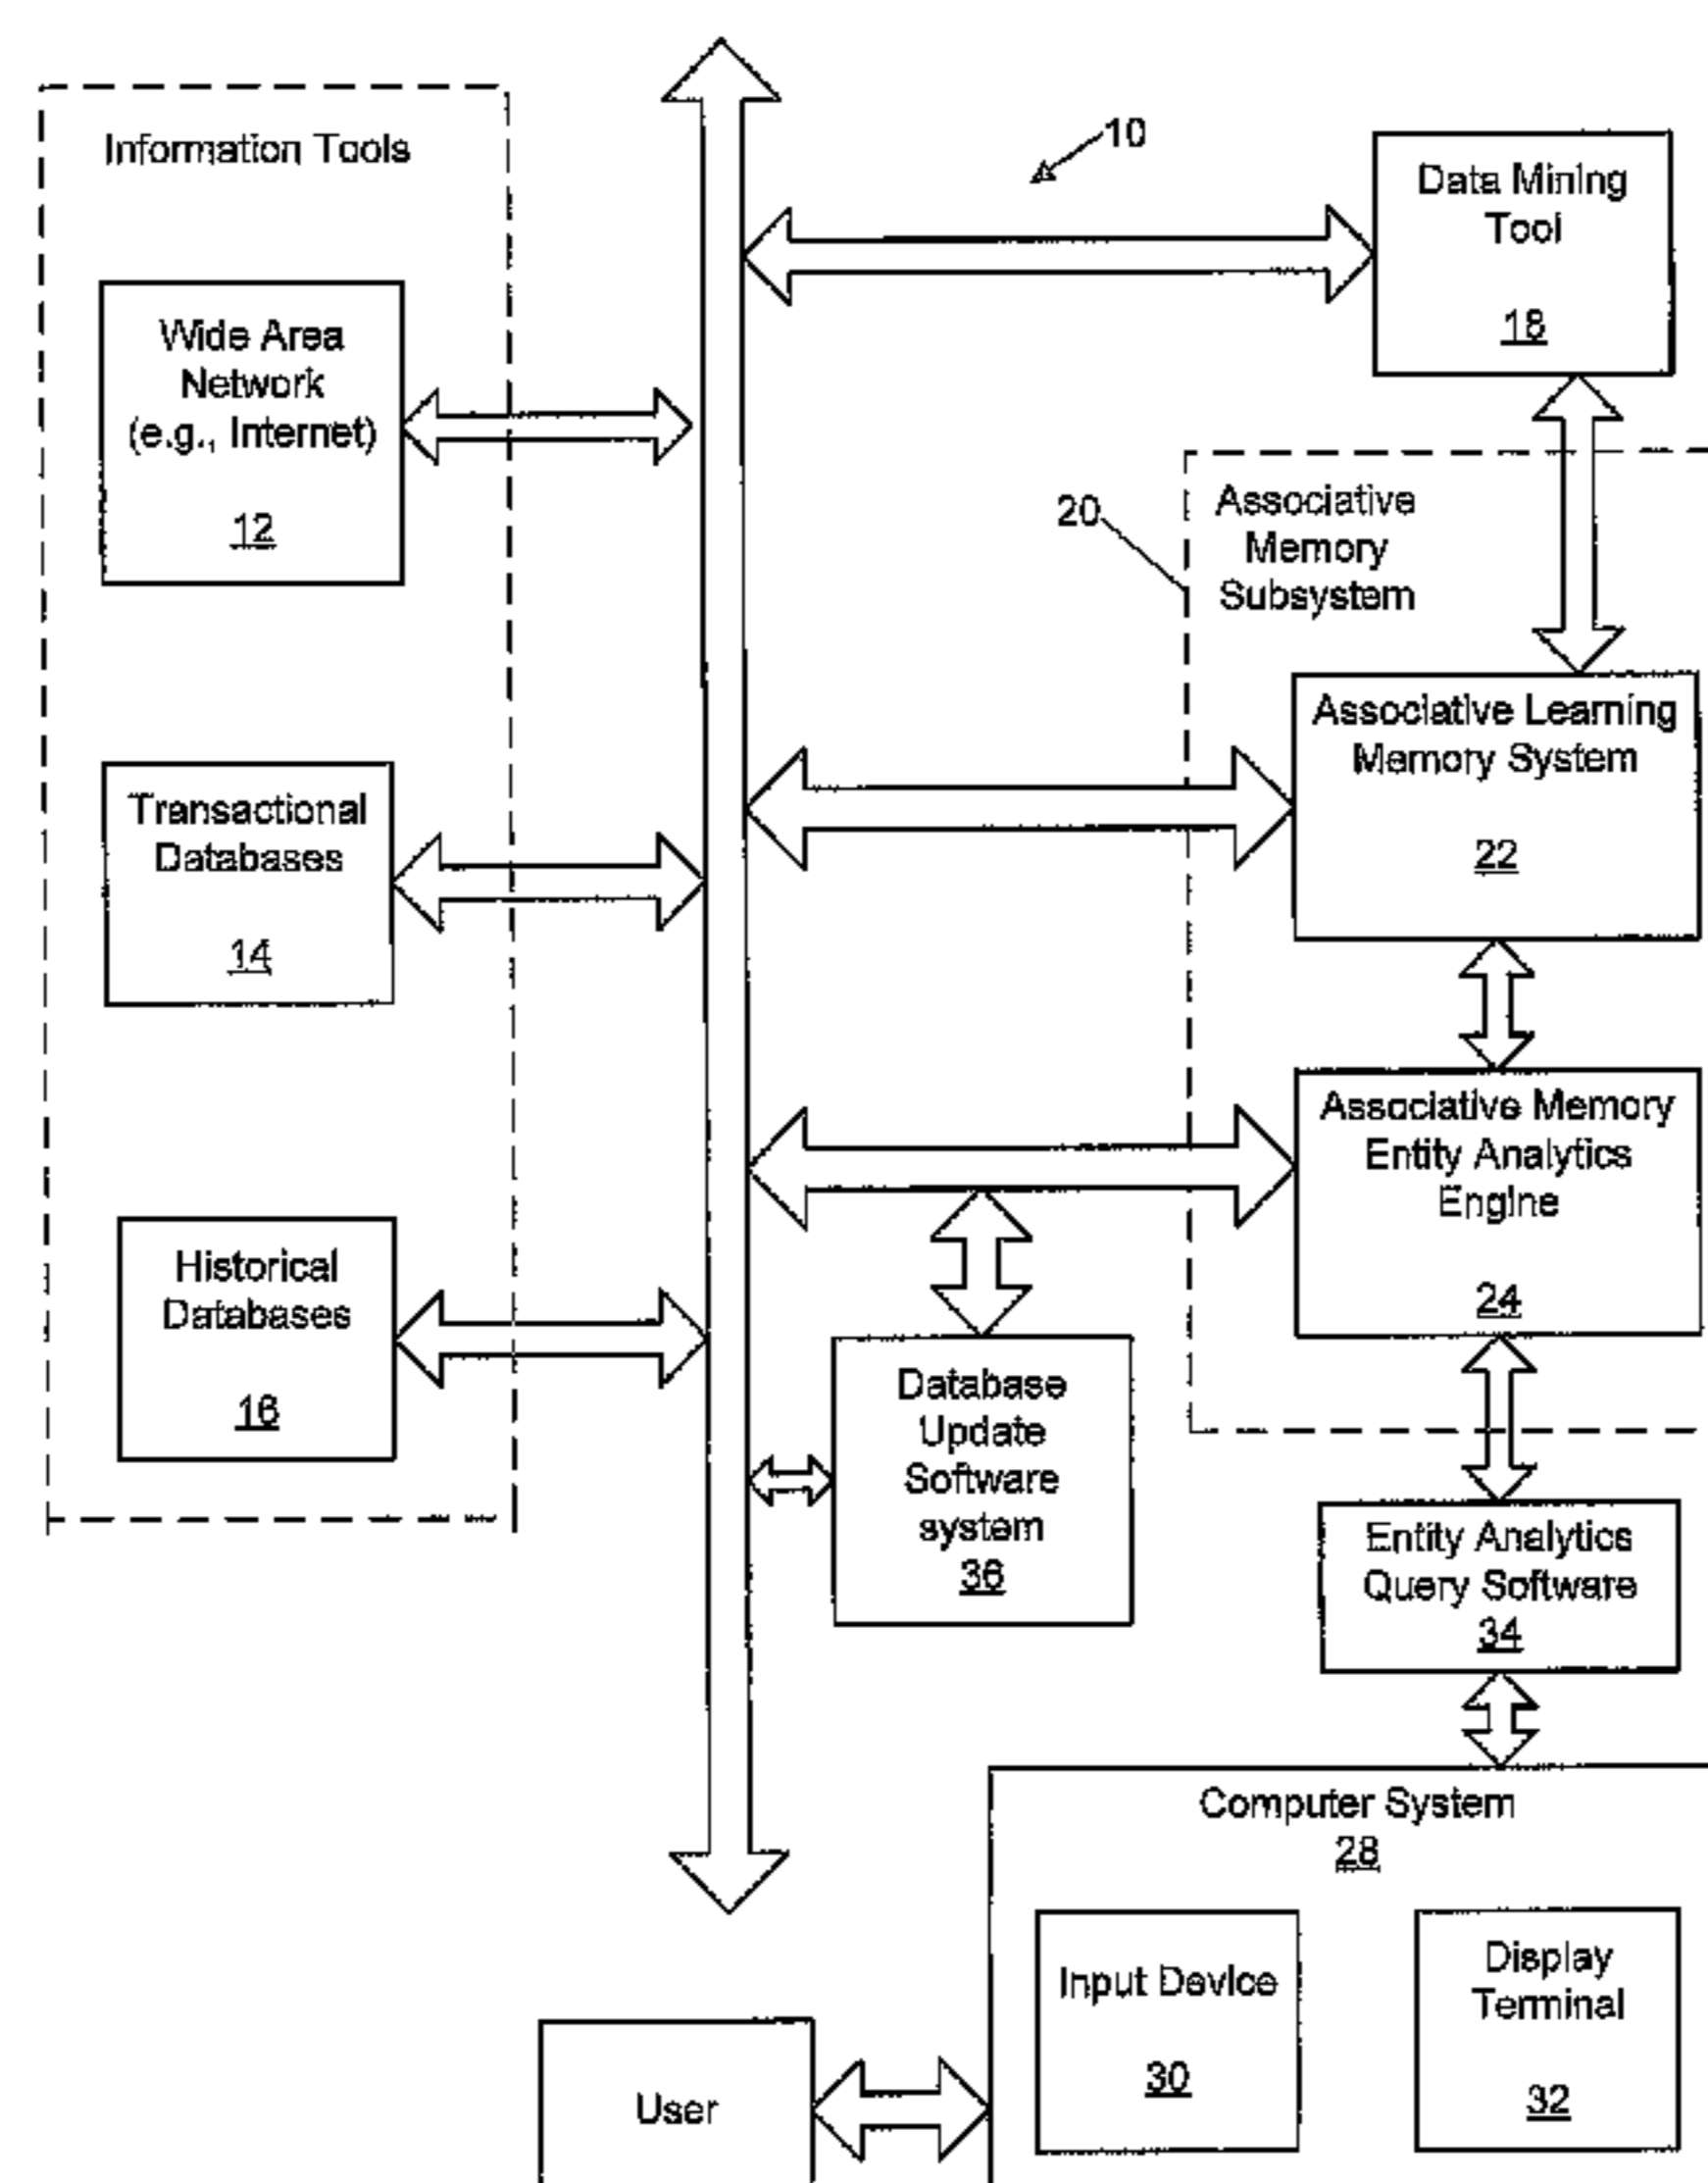 Information Tools
Wide Area
Network
(e.g., Internet)
12
Transactional
Databases
14
Historical
Databases
16
10
Data Mining
Tool
18
20
Associative
Memory
Subsystem
Associative Learning
Memory System
22
Associative Memory
Entity Analytics
Engine
24
Database
Update
Software
system
36
Entity Analytics
Query Software
34
Computer System
28
Input Device
30
Display
Terminal
32
User